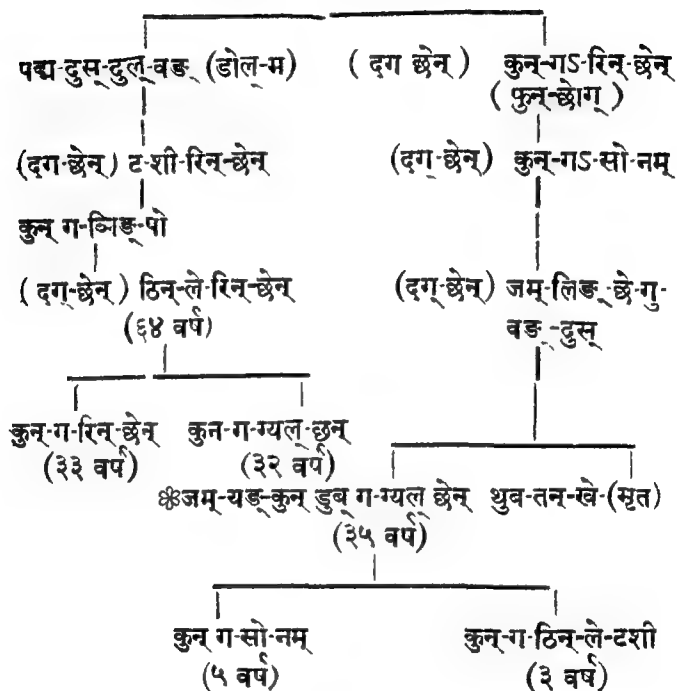 पद्म-दुस्-दुल्-वङ (डोल्-म) ( दग छेन् ) कुन्-गऽ-रिन्-छेन्
( फुन्-छोग् )
(दग-छेन्) ट-शी-रिन्-छेन् (दग्-छेन्) कुन्-गऽ-सो-नम्
कुन् ग-ञिङ्-पो
( दग्-छेन्) ठिन्-ले-रिन्-छेन् (दग्-छेन्) जम्-लिङ्-छे-गु-
(६४ वर्ष) वङ्-दुस्
कुन्-ग-रिन्-छेन् कुन-ग-ग्यल्-छन्
(३३ वर्ष) (३२ वर्ष)
❀जम्-यङ्-कुन् डुब् ग-ग्यल् छेन् थुब-तन्-खे-(मृत)
(३५ वर्ष)
कुन् ग-सो-नम् कुन्-ग-ठिन्-ले-टशी
(५ वर्ष) (३ वर्ष)